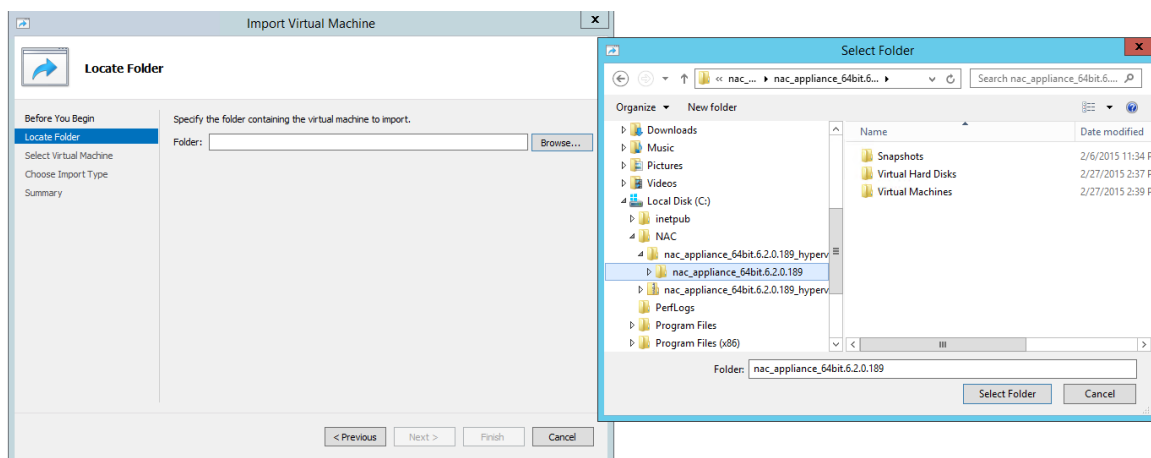 Import Virtual Machine
x
Locate Folder
Before You Begin
Locate Folder
Select Virtual Machine
Choose Import Type
Summary
Specify the folder containing the virtual machine to import.
Folder:
Browse...
< Previous
Next >
Finish
Cancel
Select Folder
x
« nac_... ▸ nac_appliance_64bit.6... ▸
Search nac_appliance_64bit.6....
Organize
New folder
Downloads
Music
Pictures
Videos
Local Disk (C:)
inetpub
NAC
nac_appliance_64bit.6.2.0.189_hyperv
nac_appliance_64bit.6.2.0.189
nac_appliance_64bit.6.2.0.189_hyperv
PerfLogs
Program Files
Program Files (x86)
Name
Date modified
Snapshots
2/6/2015 11:34 P
Virtual Hard Disks
2/27/2015 2:37 P
Virtual Machines
2/27/2015 2:39 P
Folder:
nac_appliance_64bit.6.2.0.189
Select Folder
Cancel